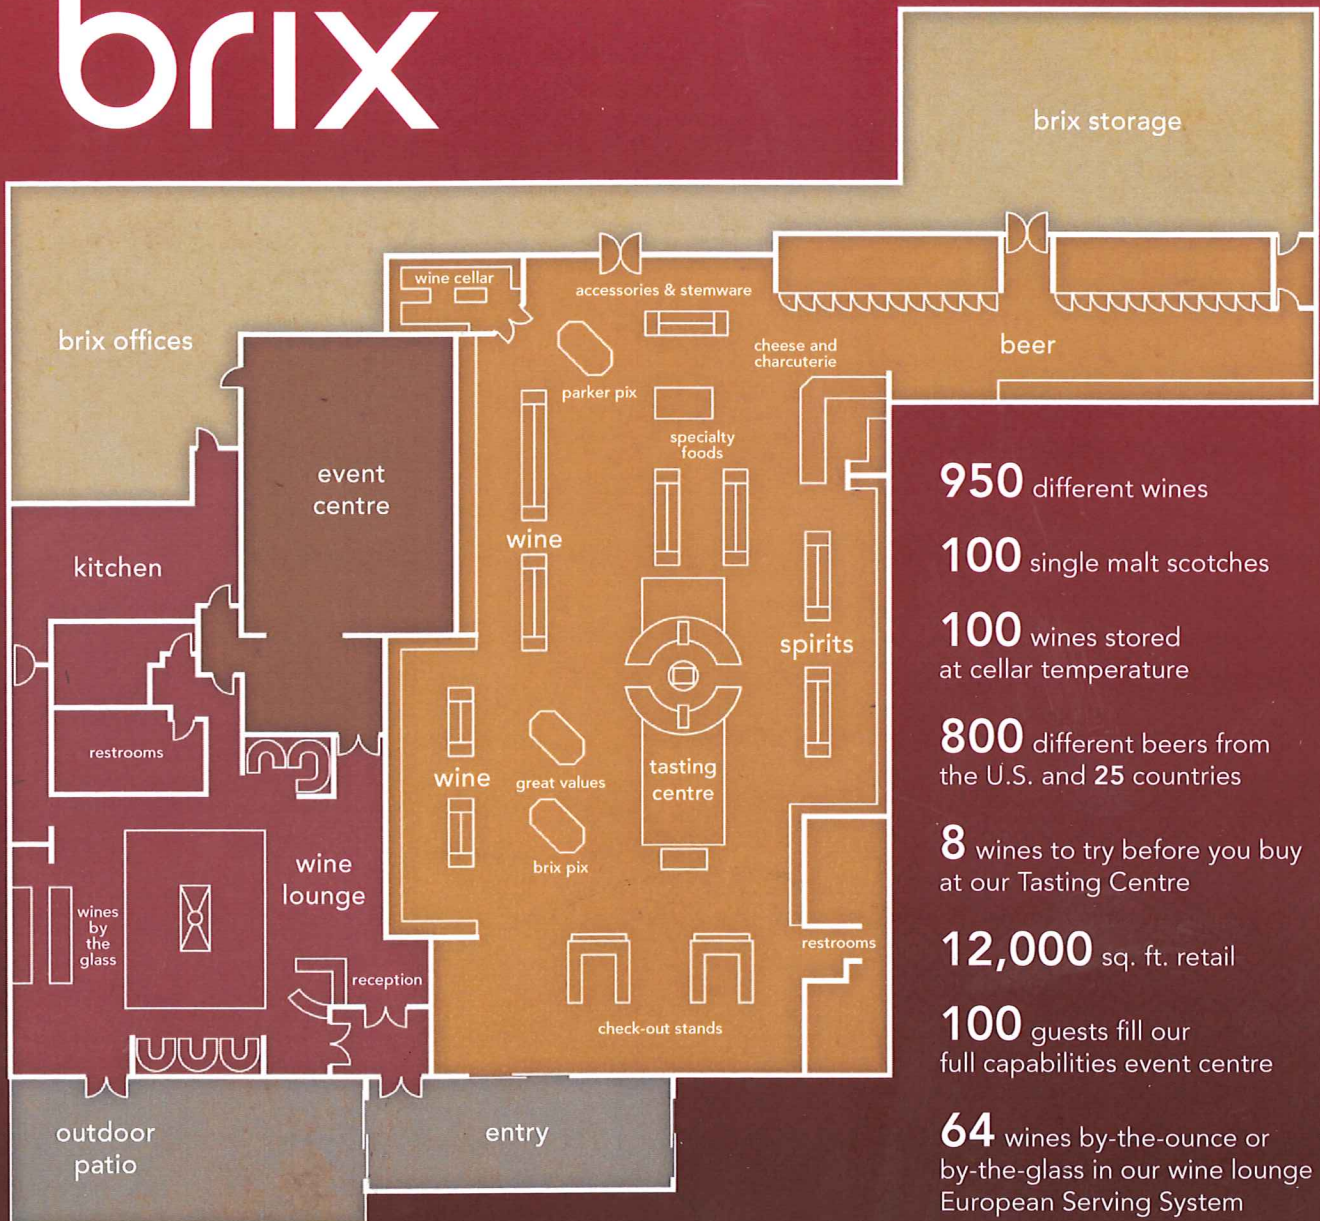 brix
brix storage
wine cellar
accessories & stemware
brix offices
cheese and
charcuterie
beer
parker pix
specialty
foods
event
centre
950 different wines
wine
100 single malt scotches
kitchen
spirits
100 wines stored
at cellar temperature
restrooms
800 different beers from
the U.S. and 25 countries
wine
great values
tasting
centre
8 wines to try before you buy
at our Tasting Centre
wine
lounge
brix pix
wines
by
the
glass
restrooms
12,000 sq. ft. retail
reception
check-out stands
100 guests fill our
full capabilities event centre
outdoor
patio
entry
64 wines by-the-ounce or
by-the-glass in our wine lounge
European Serving System